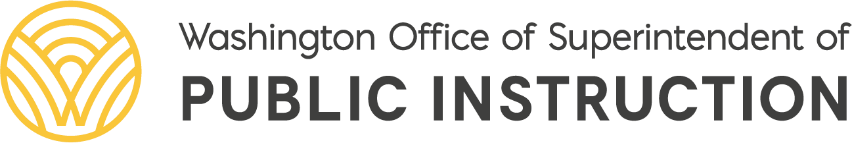 Washington Office of Superintendent of
PUBLIC INSTRUCTION